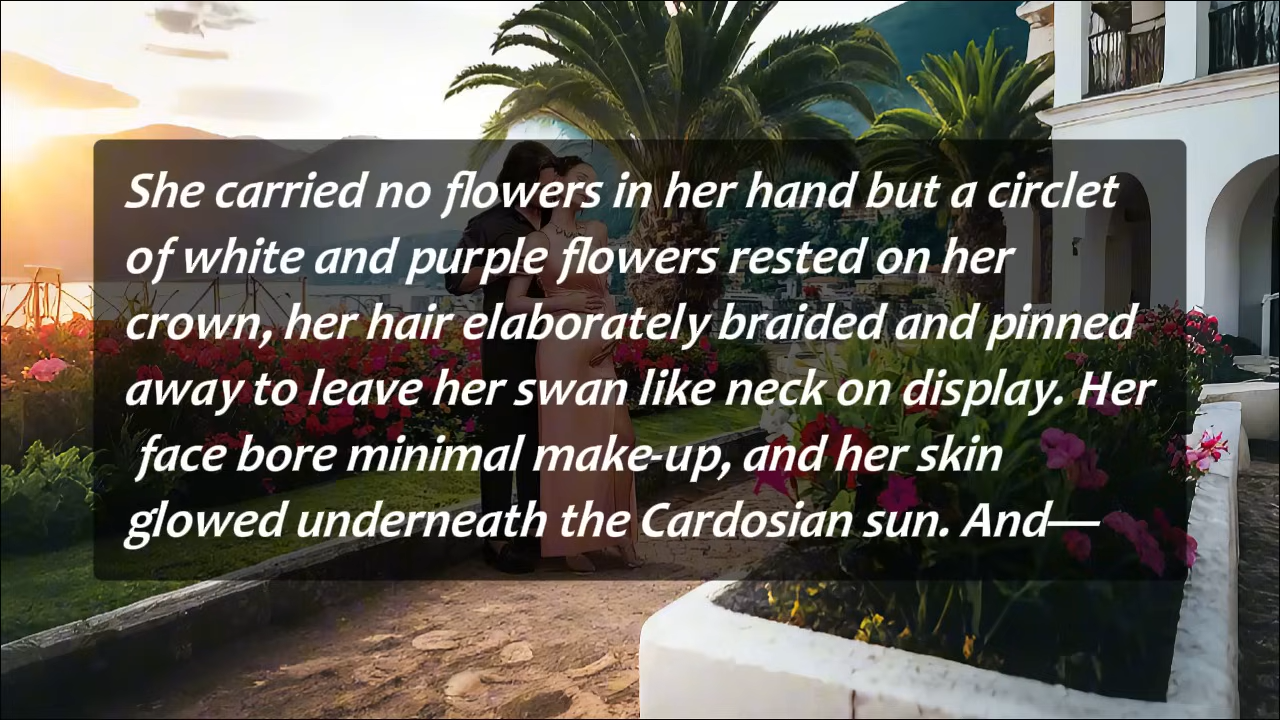 She carried no flowers in her hand but a circlet
of white and purple flowers rested on her
crown, her hair elaborately braided and pinned
away to leave her swan like neck on display. Her
face bore minimal make-up, and her skin
glowed underneath the Cardosian sun. And—